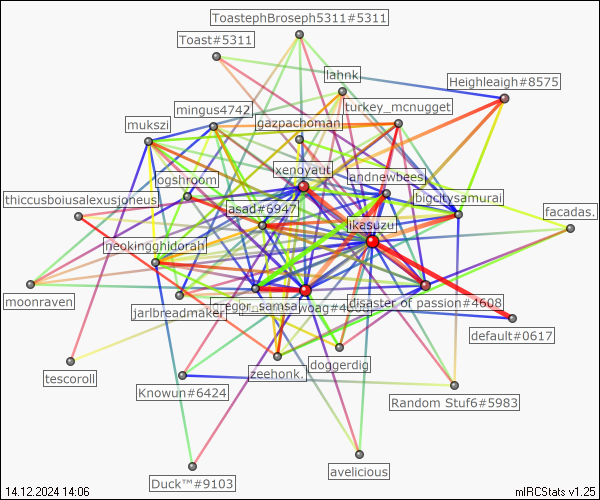 ToastephBroseph5311#5311
Toast#5311
lahnk
Heighleaigh#8575
mingus4742
turkey_mcnugget
mukszi
gazpachoman
xenoyaut
andnewbees
ogshroom
bigcitysamurai
thiccusboiusalexusjoneus
asad#6947
facadas.
likasuzu
neokingghidorah
moonraven
jarlbreadmaker
egor_samsa
woag#4
disaster of passion#4608
default#0617
doggerdig
zeehonk.
tescoroll
Knowun#6424
Random Stuf6#5983
avelicious
Duck™#9103
14.12.2024 14:06
mIRCStats v1.25